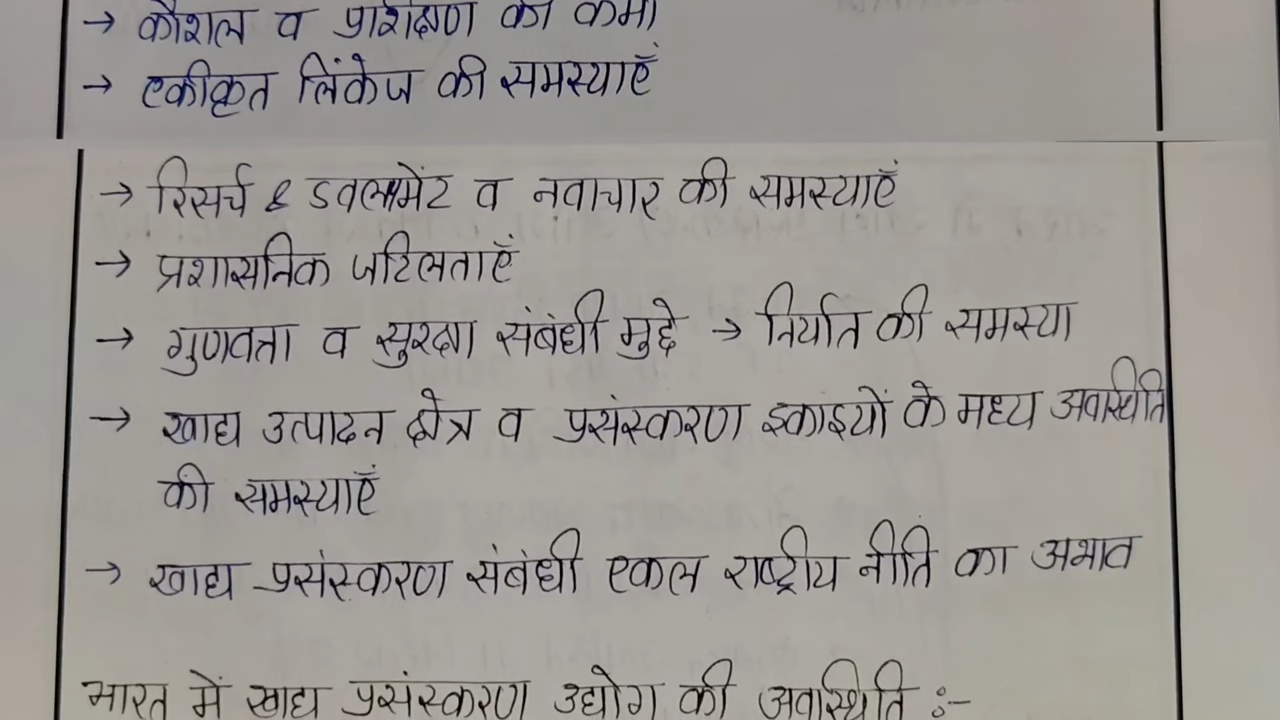 → कौशल व प्रशिक्षण की कमी
→ एकीकृत लिंकेज की समस्याएँ
→ रिसर्च & डवलपमेंट व नवाचार की समस्याएँ
→ प्रशासनिक जटिलताएँ
→ गुणवत्ता व सुरक्षा संबंधी मुद्दे → निर्यात की समस्या
→ खाद्य उत्पादन क्षेत्र व प्रसंस्करण इकाइयों के मध्य अवस्थिति
की समस्याएँ
→ खाद्य प्रसंस्करण संबंधी एकल राष्ट्रीय नीति का अभाव
भारत में खाद्य प्रसंस्करण उद्योग की अवस्थिति :-